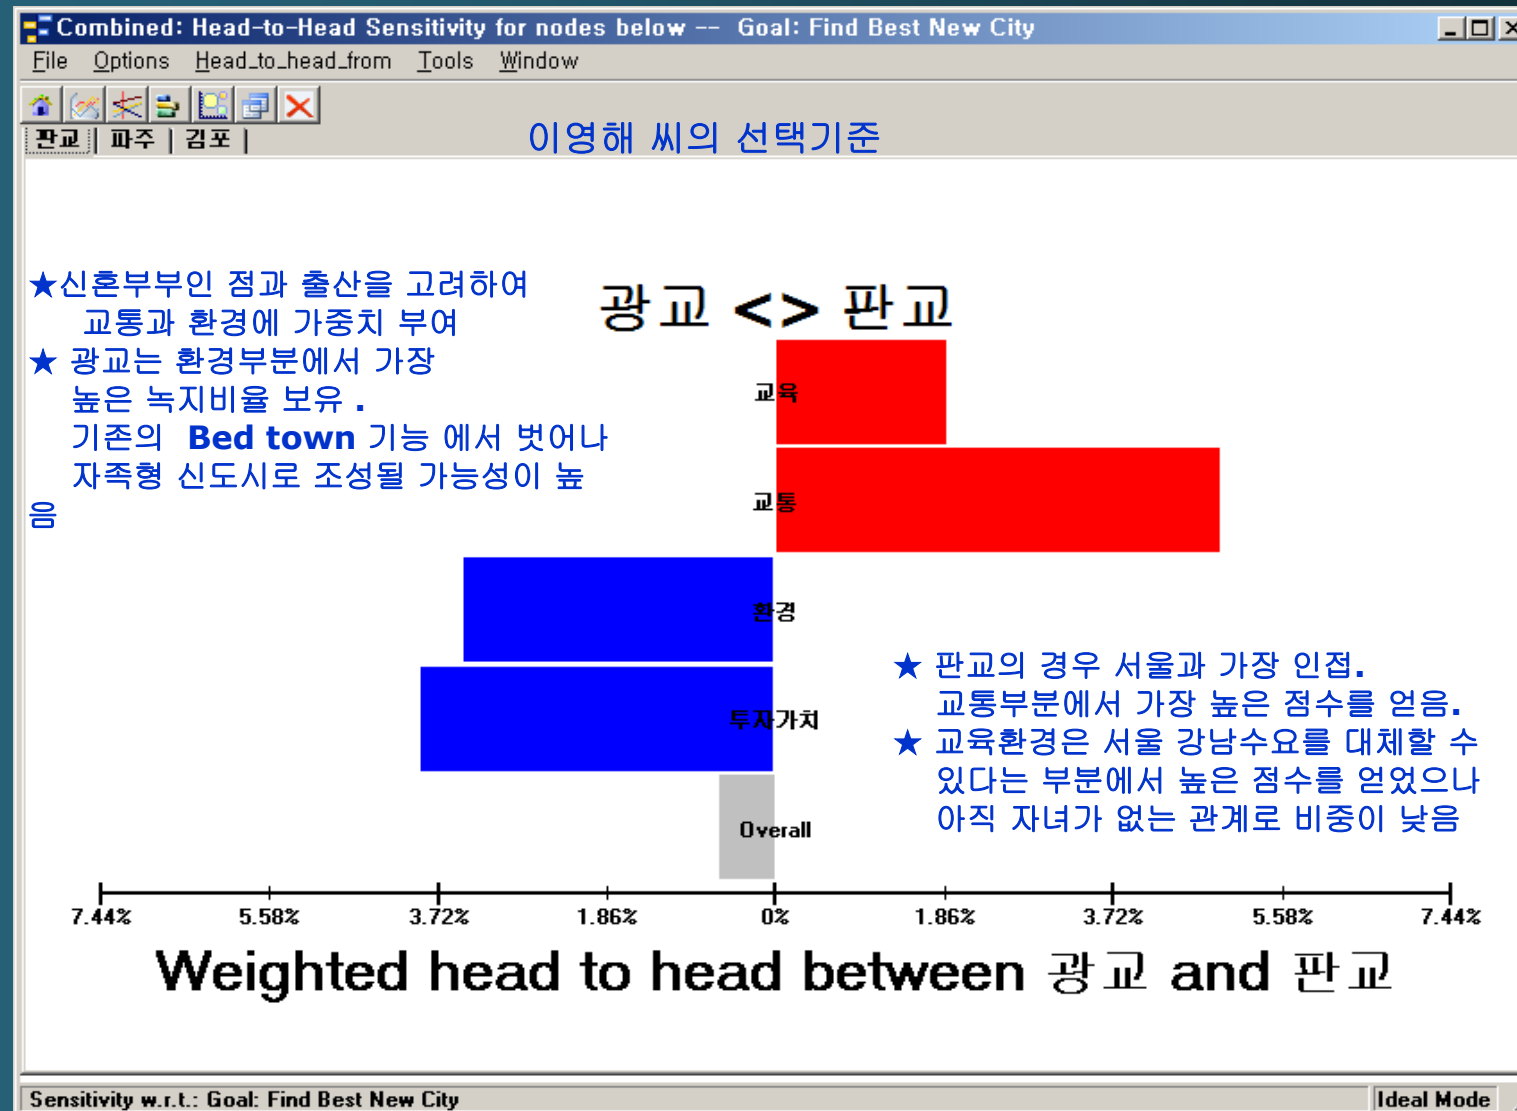 Combined: Head-to-Head Sensitivity for nodes below -- Goal: Find Best New City
File Options Head_to_head_from Tools Window
판교 파주 김포
이영해 씨의 선택기준
★신혼부부인 점과 출산을 고려하여
교통과 환경에 가중치 부여
★ 광교는 환경부분에서 가장
높은 녹지비율 보유 .
기존의 Bed town 기능 에서 벗어나
자족형 신도시로 조성될 가능성이 높
음
광교 <> 판교
교육
교통
환경
투자가치
Overall
★ 판교의 경우 서울과 가장 인접.
교통부분에서 가장 높은 점수를 얻음.
★ 교육환경은 서울 강남수요를 대체할 수
있다는 부분에서 높은 점수를 얻었으나
아직 자녀가 없는 관계로 비중이 낮음
7.44% 5.58% 3.72% 1.86% 0% 1.86% 3.72% 5.58% 7.44%
Weighted head to head between 광교 and 판교
Sensitivity w.r.t.: Goal: Find Best New City
Ideal Mode